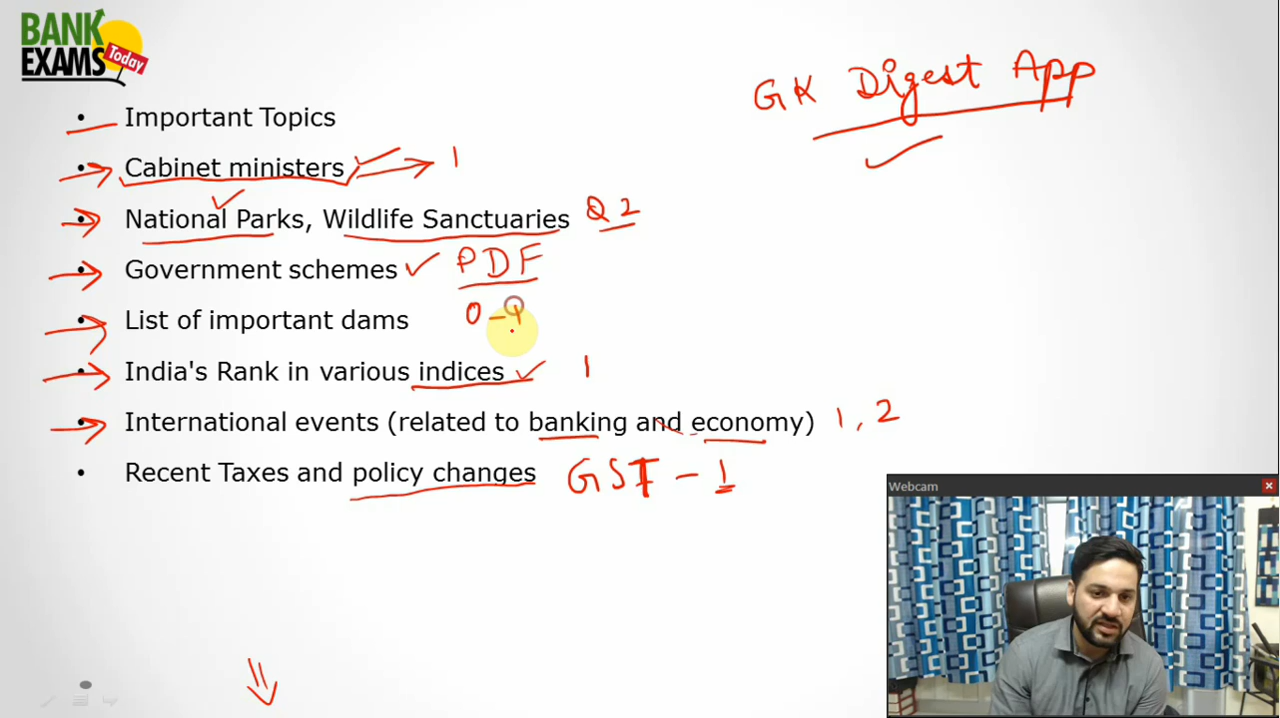 BANK
EXAMS Today
GK Digest App
• Important Topics
• Cabinet ministers 1
• National Parks, Wildlife Sanctuaries Q 2
• Government schemes PDF
• List of important dams 0-
• India's Rank in various indices 1
• International events (related to banking and economy) 1, 2
• Recent Taxes and policy changes GST - 1
Webcam